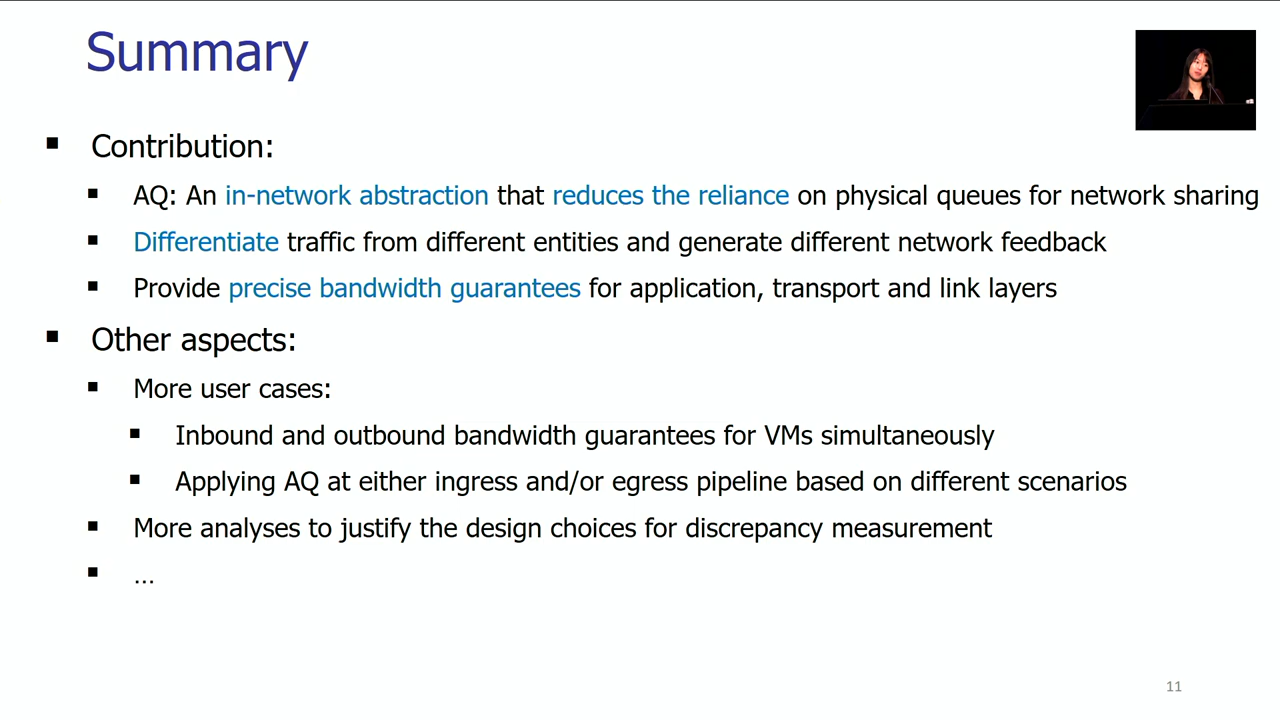 Summary
Contribution:
AQ: An in-network abstraction that reduces the reliance on physical queues for network sharing
Differentiate traffic from different entities and generate different network feedback
Provide precise bandwidth guarantees for application, transport and link layers
Other aspects:
More user cases:
Inbound and outbound bandwidth guarantees for VMs simultaneously
Applying AQ at either ingress and/or egress pipeline based on different scenarios
More analyses to justify the design choices for discrepancy measurement
...
11